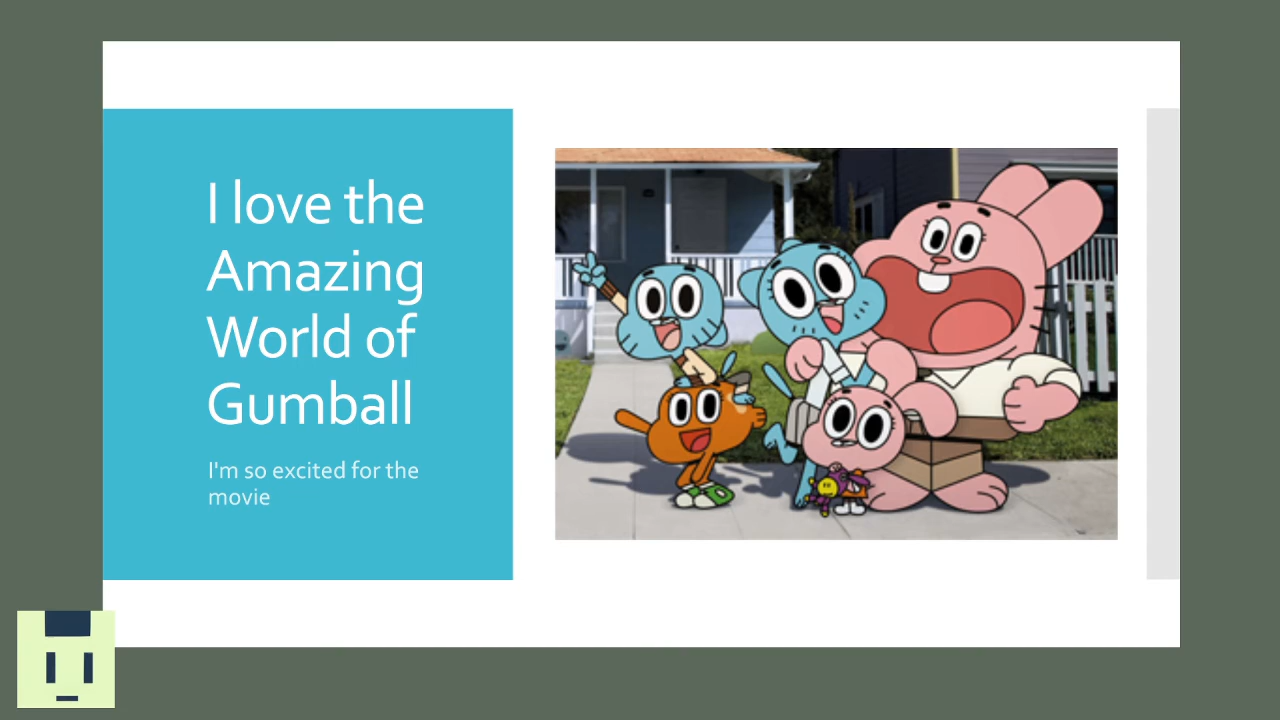 I love the
Amazing
World of
Gumball
I'm so excited for the
movie